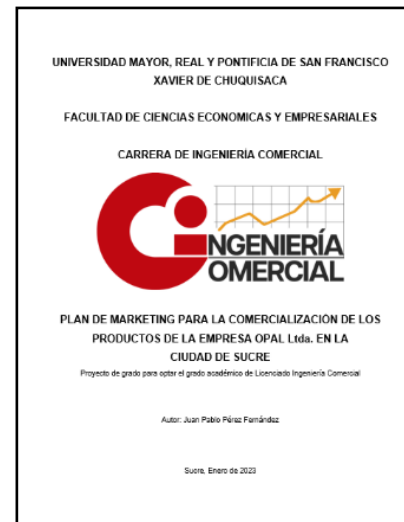 UNIVERSIDAD MAYOR, REAL Y PONTIFICIA DE SAN FRANCISCO
XAVIER DE CHUQUISACA
FACULTAD DE CIENCIAS ECONOMICAS Y EMPRESARIALES
CARRERA DE INGENIERÍA COMERCIAL
INGENIERÍA
COMERCIAL
PLAN DE MARKETING PARA LA COMERCIALIZACIÓN DE LOS
PRODUCTOS DE LA EMPRESA OPAL Ltda. EN LA
CIUDAD DE SUCRE
Proyecto de grado para optar el grado académico de Licenciado Ingeniería Comercial
Autor: Juan Pablo Pérez Fernández
Sucre, Enero de 2023